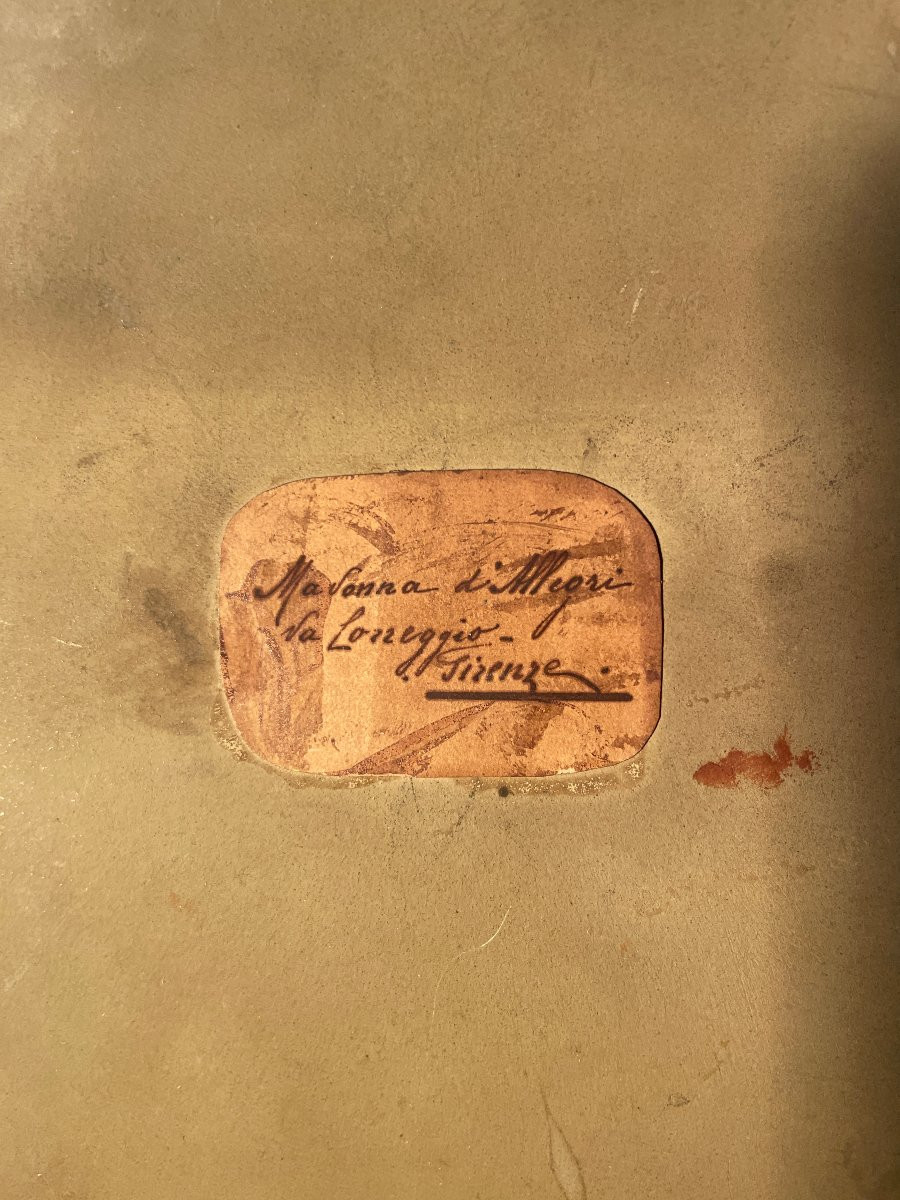 Madonna d'Allegri
da Correggio -
Firenze.